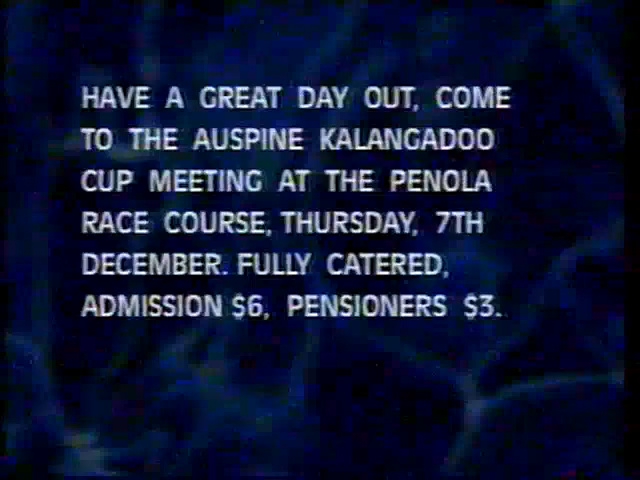 HAVE A GREAT DAY OUT, COME
TO THE AUSPINE KALANGADOO
CUP MEETING AT THE PENOLA
RACE COURSE, THURSDAY, 7TH
DECEMBER. FULLY CATERED,
ADMISSION $6, PENSIONERS $3.